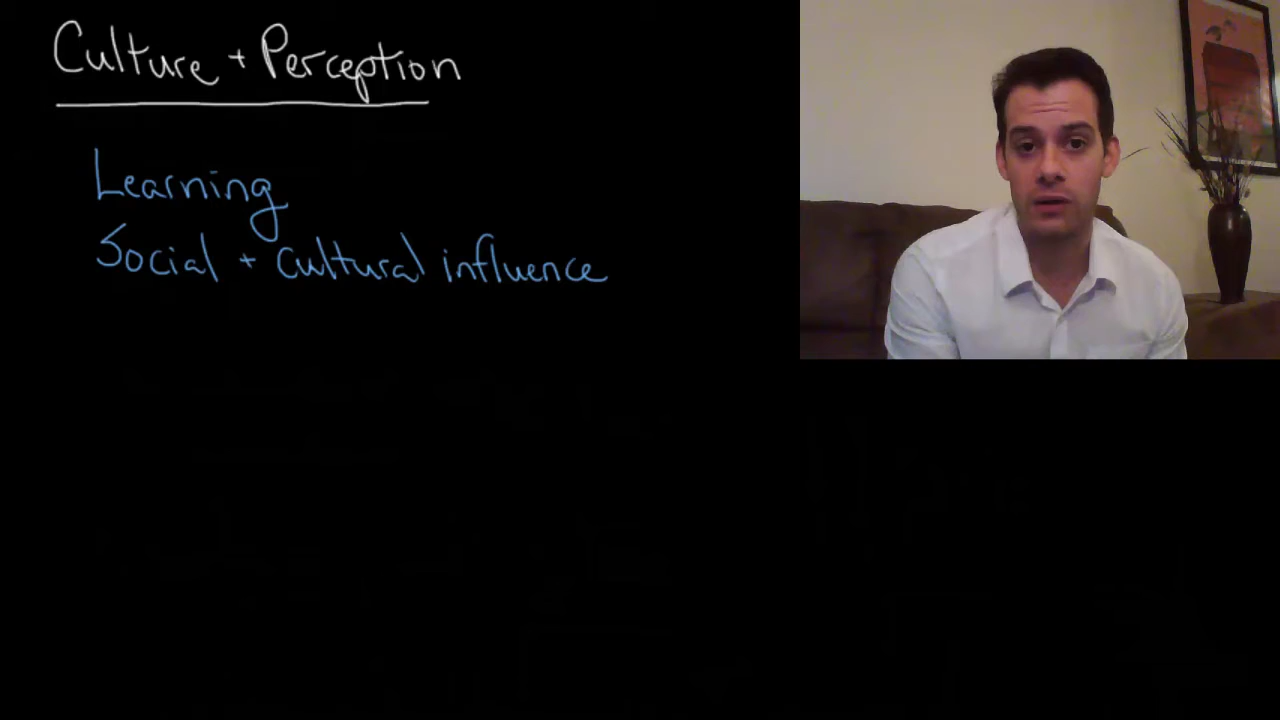 Culture + Perception
Learning
Social + cultural influence